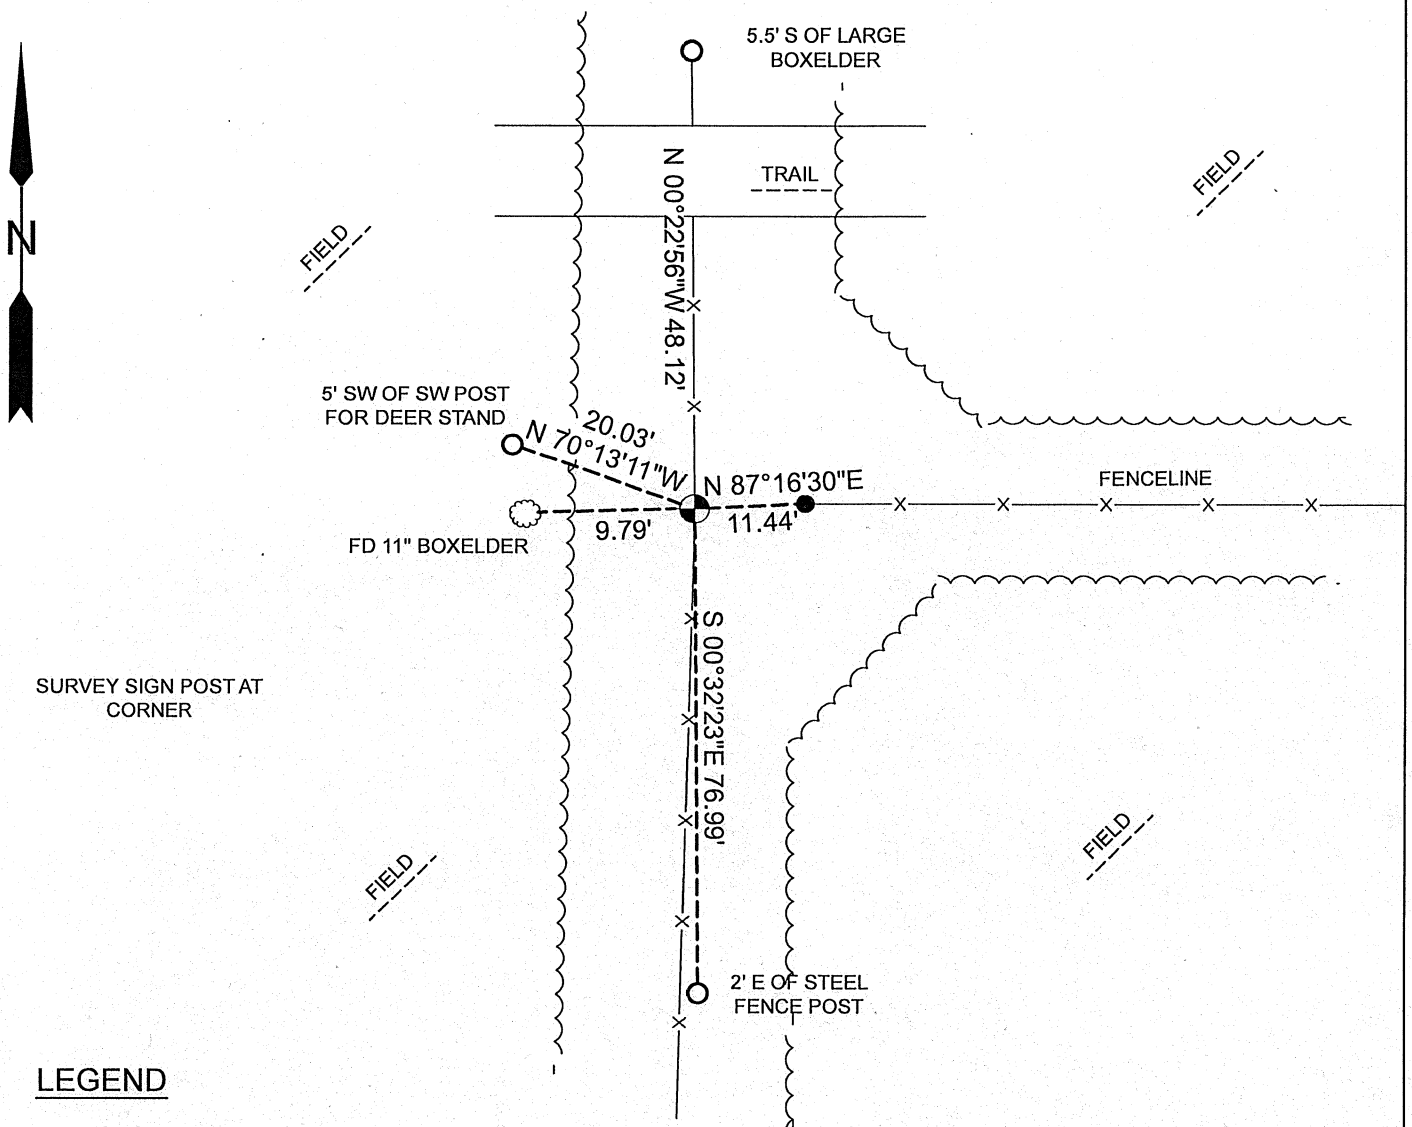 5.5' S OF LARGE
BOXELDER
TRAIL
FIELD
N
FIELD
N 00°22'56"W 48.12'
5' SW OF SW POST
FOR DEER STAND
20.03'
N 70°13'11"W
N 87°16'30"E
11.44'
FENCELINE
9.79'
FD 11" BOXELDER
S 00°32'23"E 76.99'
SURVEY SIGN POST AT
CORNER
FIELD
FIELD
2' E OF STEEL
FENCE POST
LEGEND